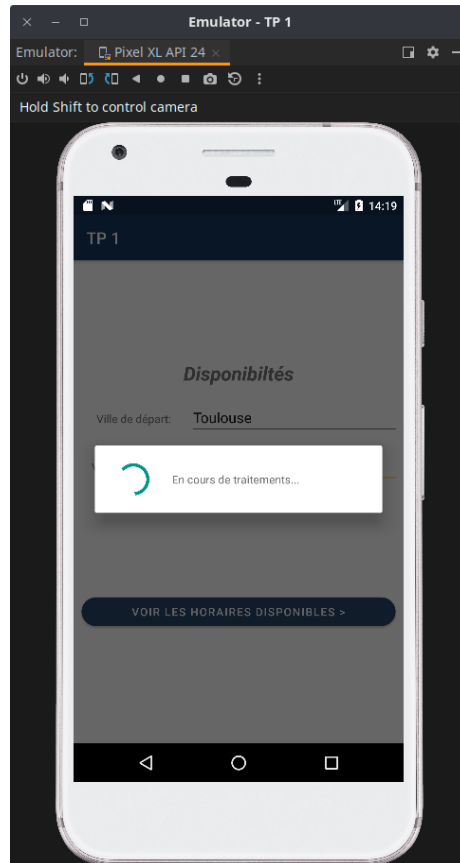 Emulator - TP 1
Emulator: Pixel XL API 24
Hold Shift to control camera
LTE 14:19
TP 1
Disponibiltés
Ville de départ: Toulouse
V
En cours de traitements...
VOIR LES HORAIRES DISPONIBLES >